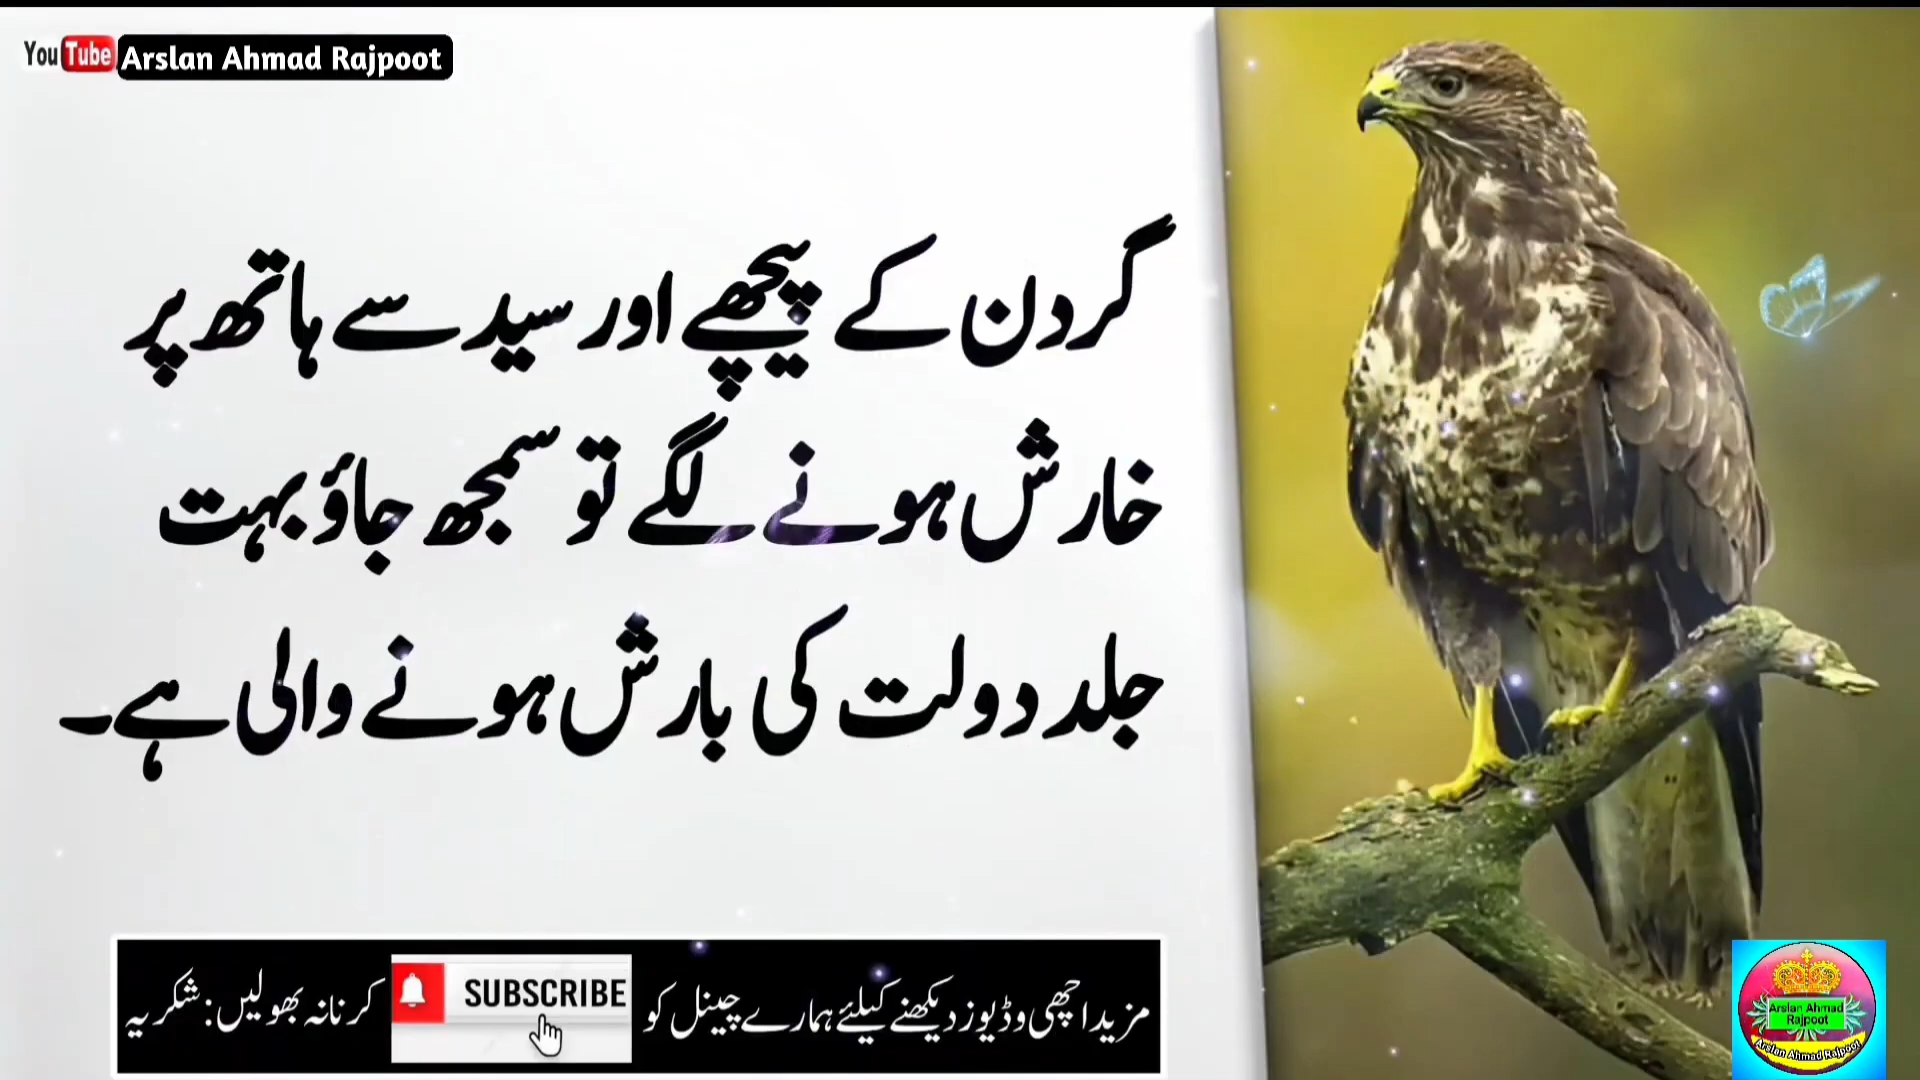 YouTube Arslan Ahmad Rajpoot
گردن کے پیچھے اور سید سے ہاتھ پر
خارش ہونے لگے تو سمجھ جاؤ بہت
جلد دولت کی بارش ہونے والی ہے۔
مزید اچھی وڈیوز دیکھنے کیلئے ہمارے چینل کو SUBSCRIBE کرنا نہ بھولیں: شکریہ
Arslan Ahmad
Rajpoot
Arslan Ahmad Rajpoot